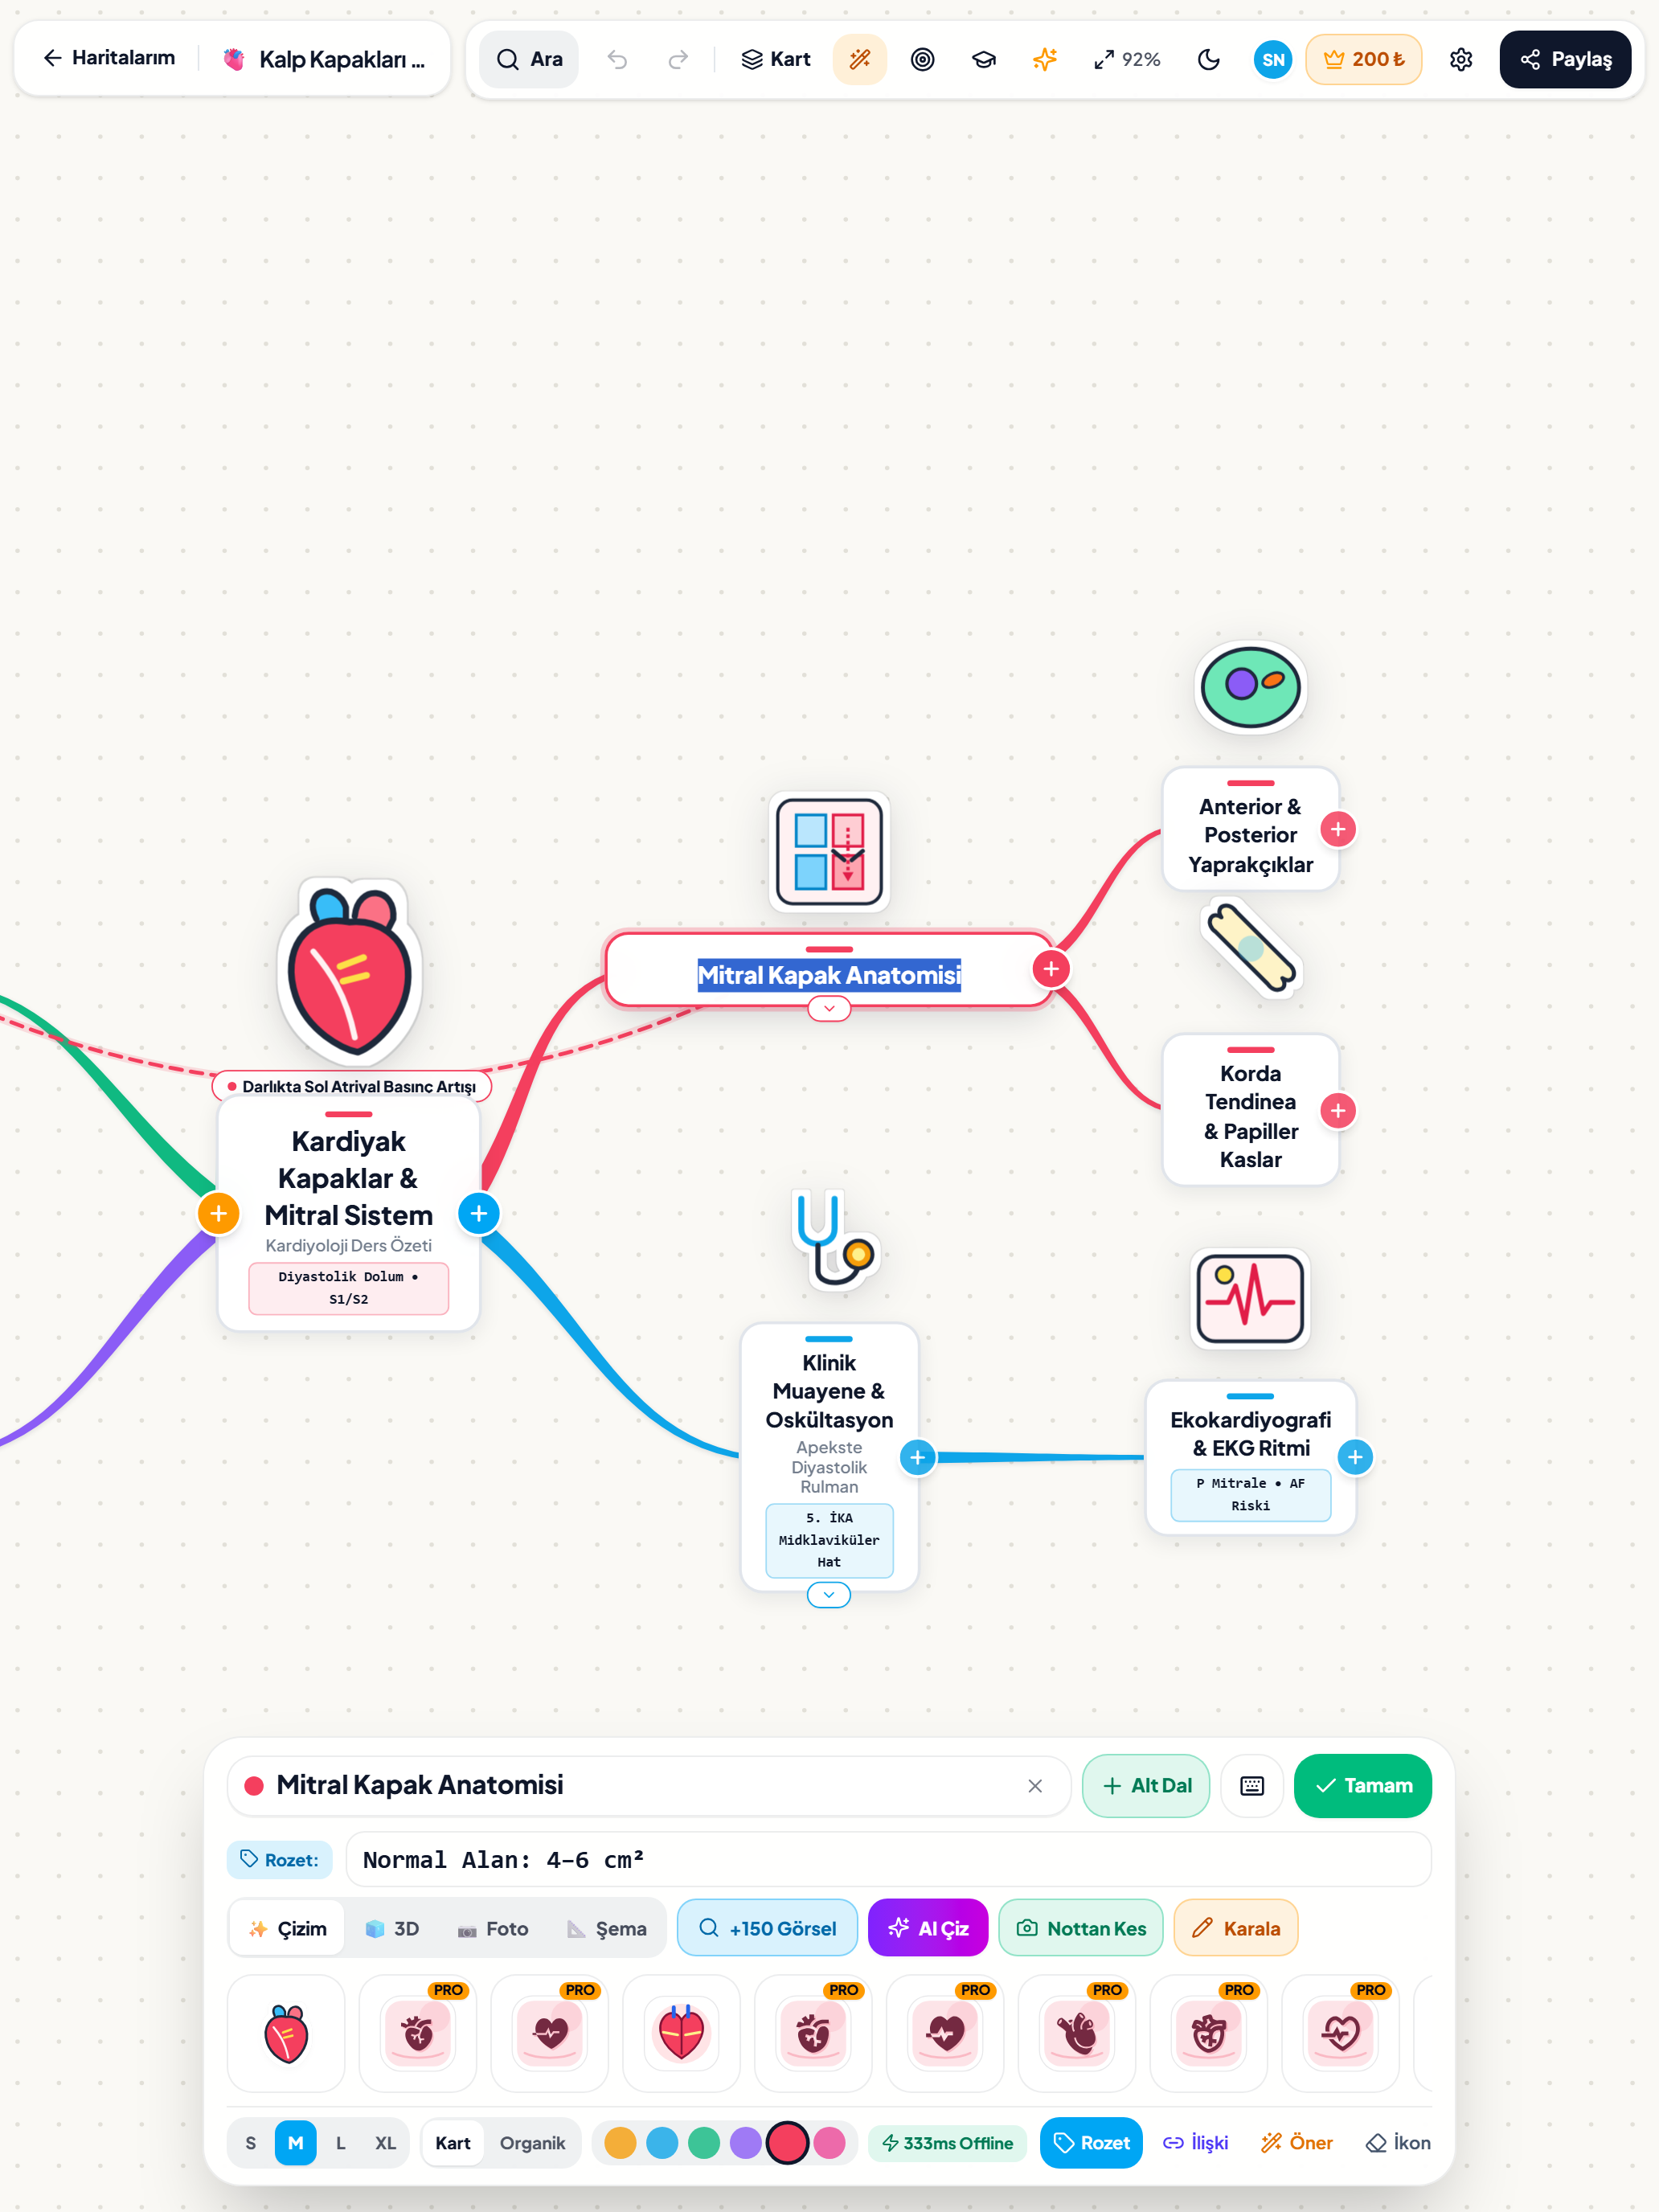 Haritalarım
Kalp Kapakları ...
Ara
Kart
92%
SN
200 ₺
Paylaş
Anterior &
Posterior
Yaprakçıklar
Mitral Kapak Anatomisi
Darlıkta Sol Atriyal Basınç Artışı
Kardiyak
Kapaklar &
Mitral Sistem
Kardiyoloji Ders Özeti
Diyastolik Dolum •
S1/S2
Korda
Tendinea
& Papiller
Kaslar
Klinik
Muayene &
Oskültasyon
Apekste
Diyastolik
Rulman
5. İKA
Midklaviküler
Hat
Ekokardiyografi
& EKG Ritmi
P Mitrale • AF
Riski
Mitral Kapak Anatomisi
Alt Dal
Tamam
Rozet:
Normal Alan: 4–6 cm²
Çizim
3D
Foto
Şema
+150 Görsel
AI Çiz
Nottan Kes
Karala
PRO
PRO
PRO
PRO
PRO
PRO
PRO
S
M
L
XL
Kart
Organik
333ms Offline
Rozet
İlişki
Öner
İkon